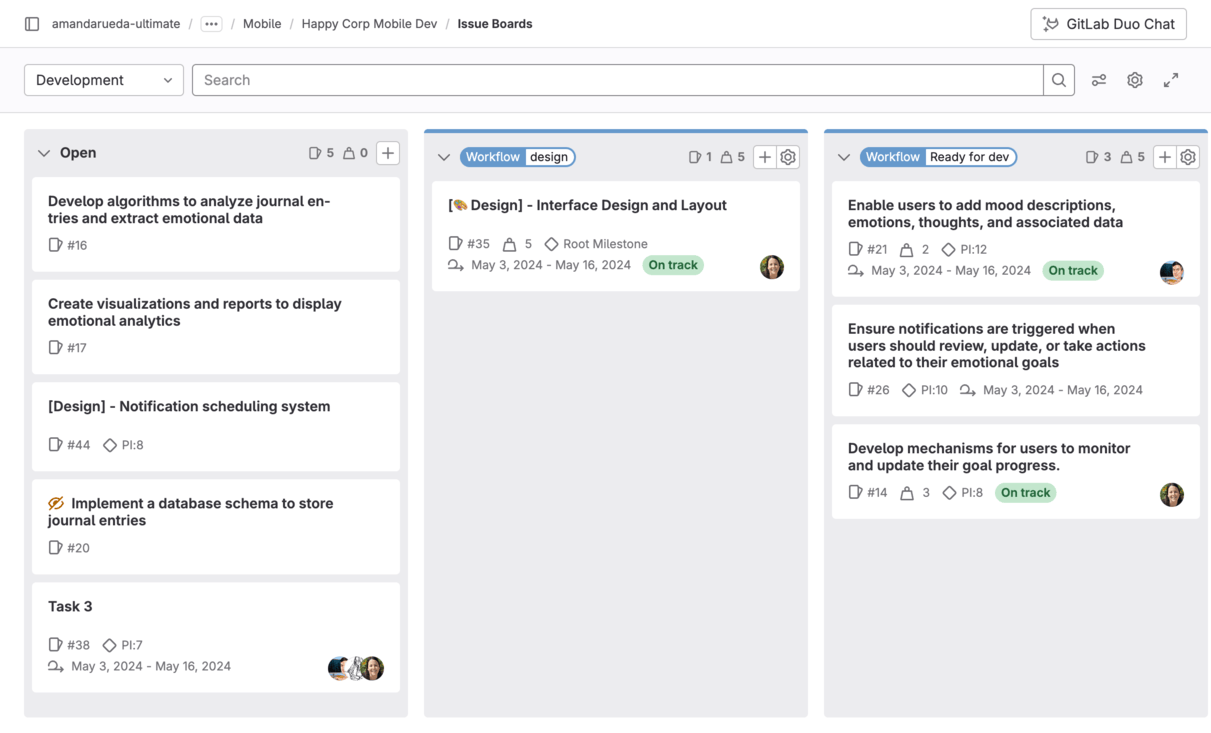 amandarueda-ultimate / ••• / Mobile / Happy Corp Mobile Dev / Issue Boards
GitLab Duo Chat
Development
Search
Open
5 0
Develop algorithms to analyze journal en-
tries and extract emotional data
#16
Create visualizations and reports to display
emotional analytics
#17
[Design] - Notification scheduling system
#44 PI:8
Implement a database schema to store
journal entries
#20
Task 3
#38 PI:7
May 3, 2024 - May 16, 2024
Workflow design
1 5
[🎨 Design] - Interface Design and Layout
#35 5 Root Milestone
May 3, 2024 - May 16, 2024 On track
Workflow Ready for dev
3 5
Enable users to add mood descriptions,
emotions, thoughts, and associated data
#21 2 PI:12
May 3, 2024 - May 16, 2024 On track
Ensure notifications are triggered when
users should review, update, or take actions
related to their emotional goals
#26 PI:10 May 3, 2024 - May 16, 2024
Develop mechanisms for users to monitor
and update their goal progress.
#14 3 PI:8 On track